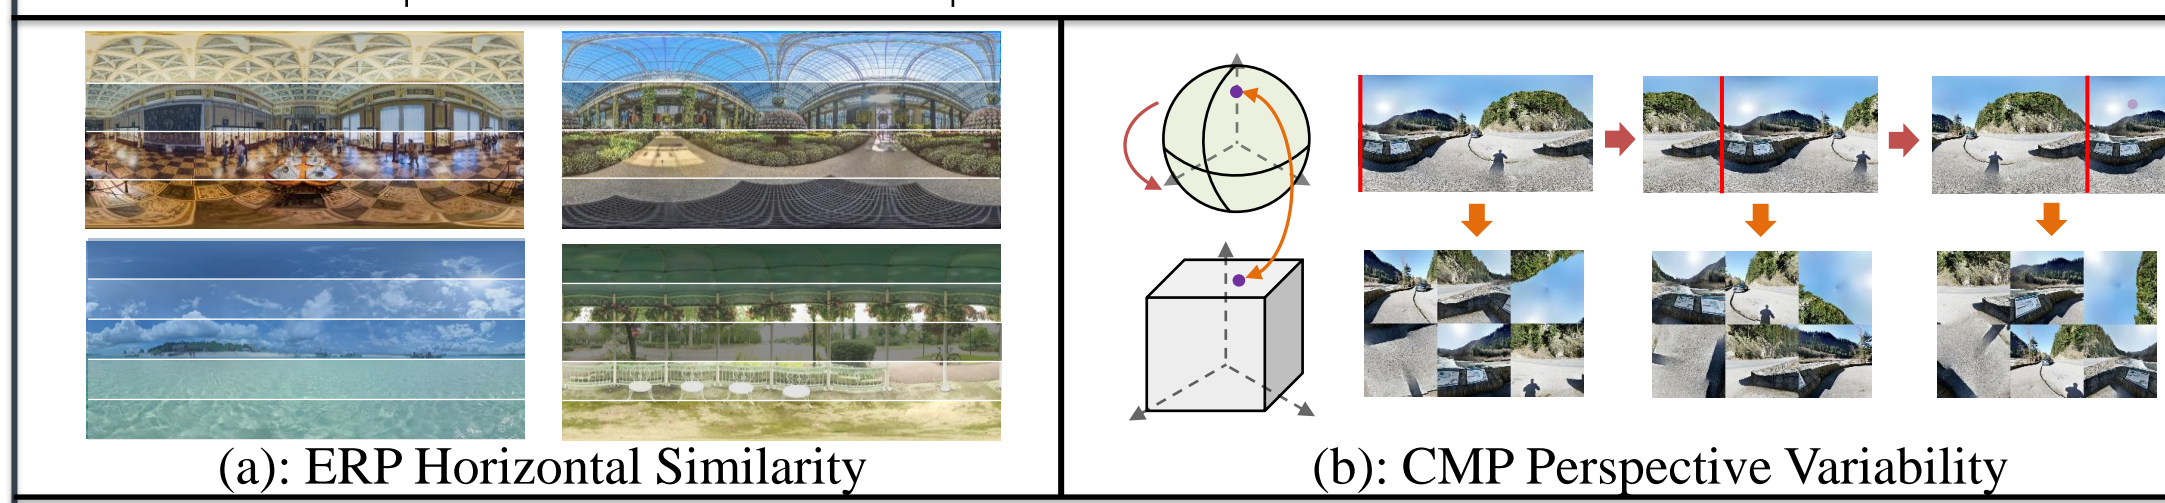 (a): ERP Horizontal Similarity
(b): CMP Perspective Variability